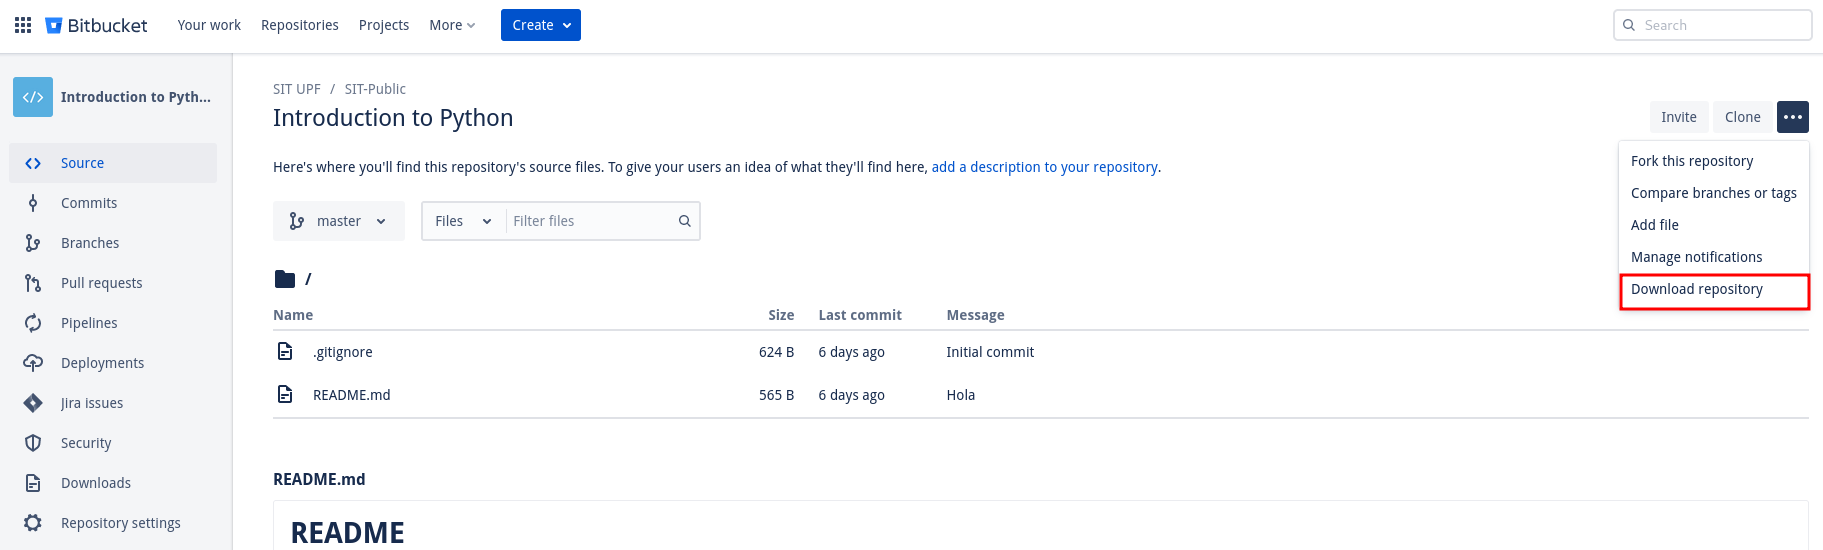 Bitbucket Your work Repositories Projects More Create Search
Introduction to Pyth...
Source
Commits
Branches
Pull requests
Pipelines
Deployments
Jira issues
Security
Downloads
Repository settings
SIT UPF / SIT-Public
Introduction to Python
Invite Clone
Here's where you'll find this repository's source files. To give your users an idea of what they'll find here, add a description to your repository.
Fork this repository
Compare branches or tags
Add file
Manage notifications
Download repository
master Files Filter files
/
Name Size Last commit Message
.gitignore 624 B 6 days ago Initial commit
README.md 565 B 6 days ago Hola
README.md
README